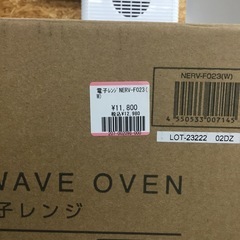 NERV-F023(W)
電子レンジ NERV-F023(
W)
¥11,800
税込¥12,980
4 550533 007145
LOT-23222 02DZ
WAVE OVEN
子レンジ